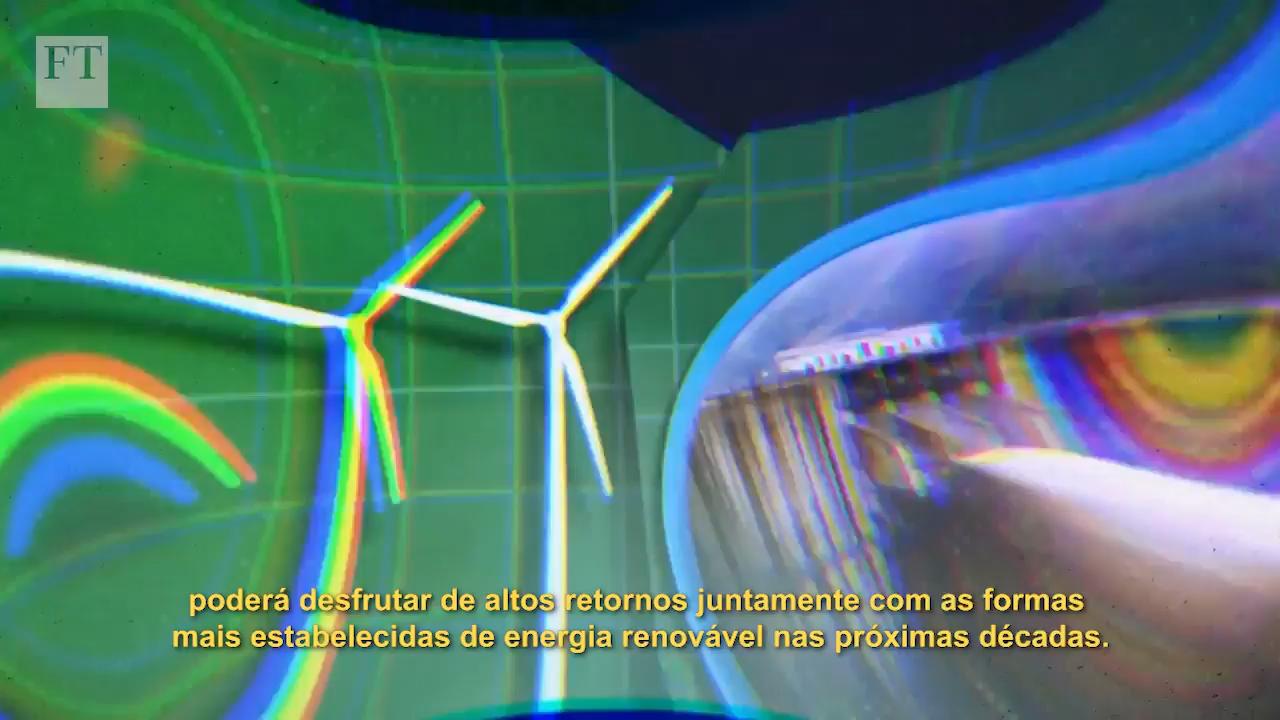 FT
poderá desfrutar de altos retornos juntamente com as formas
mais estabelecidas de energia renovável nas próximas décadas.